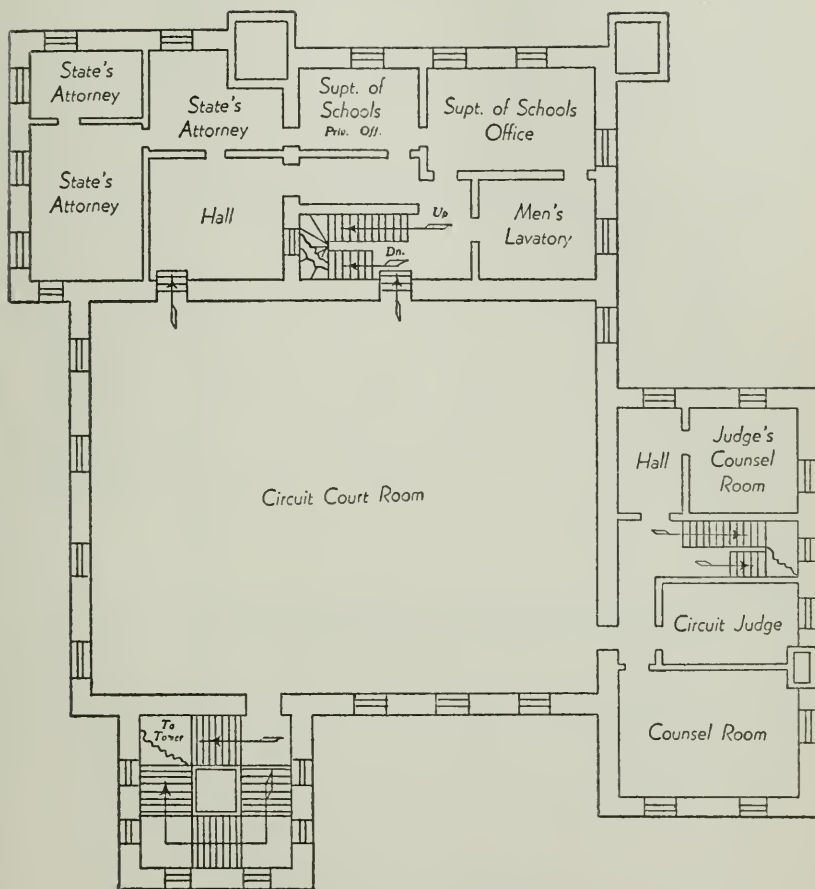 State's
Attorney
State's
Attorney
Supt. of
Schools
Priv. Off.
Supt. of Schools
Office
State's
Attorney
Hall
Up
Dn.
Men's
Lavatory
Circuit Court Room
Hall
Judge's
Counsel
Room
Circuit Judge
Counsel Room
To
Tower